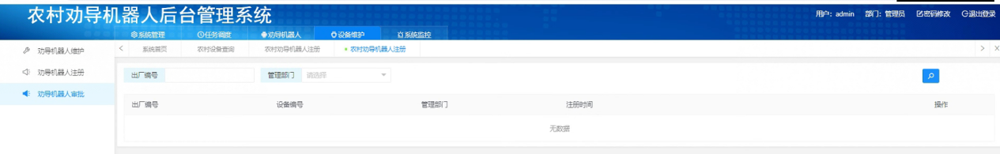 农村劝导机器人后台管理系统
用户: admin 部门: 管理员 密码修改 退出登录
系统管理 任务调度 劝导机器人 设备维护 系统监控
劝导机器人维护
系统首页 农村设备查询 农村劝导机器人注册 农村劝导机器人注册
劝导机器人注册
出厂编号 管理部门 请选择
劝导机器人审批
出厂编号 设备编号 管理部门 注册时间 操作
无数据